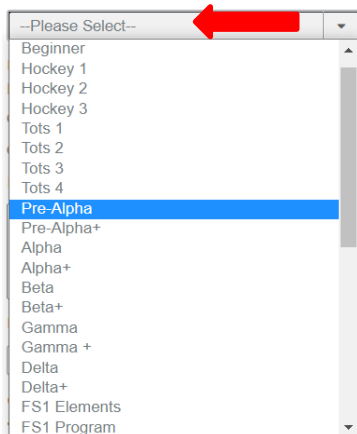 --Please Select--
Beginner
Hockey 1
Hockey 2
Hockey 3
Tots 1
Tots 2
Tots 3
Tots 4
Pre-Alpha
Pre-Alpha+
Alpha
Alpha+
Beta
Beta+
Gamma
Gamma +
Delta
Delta+
FS1 Elements
FS1 Program